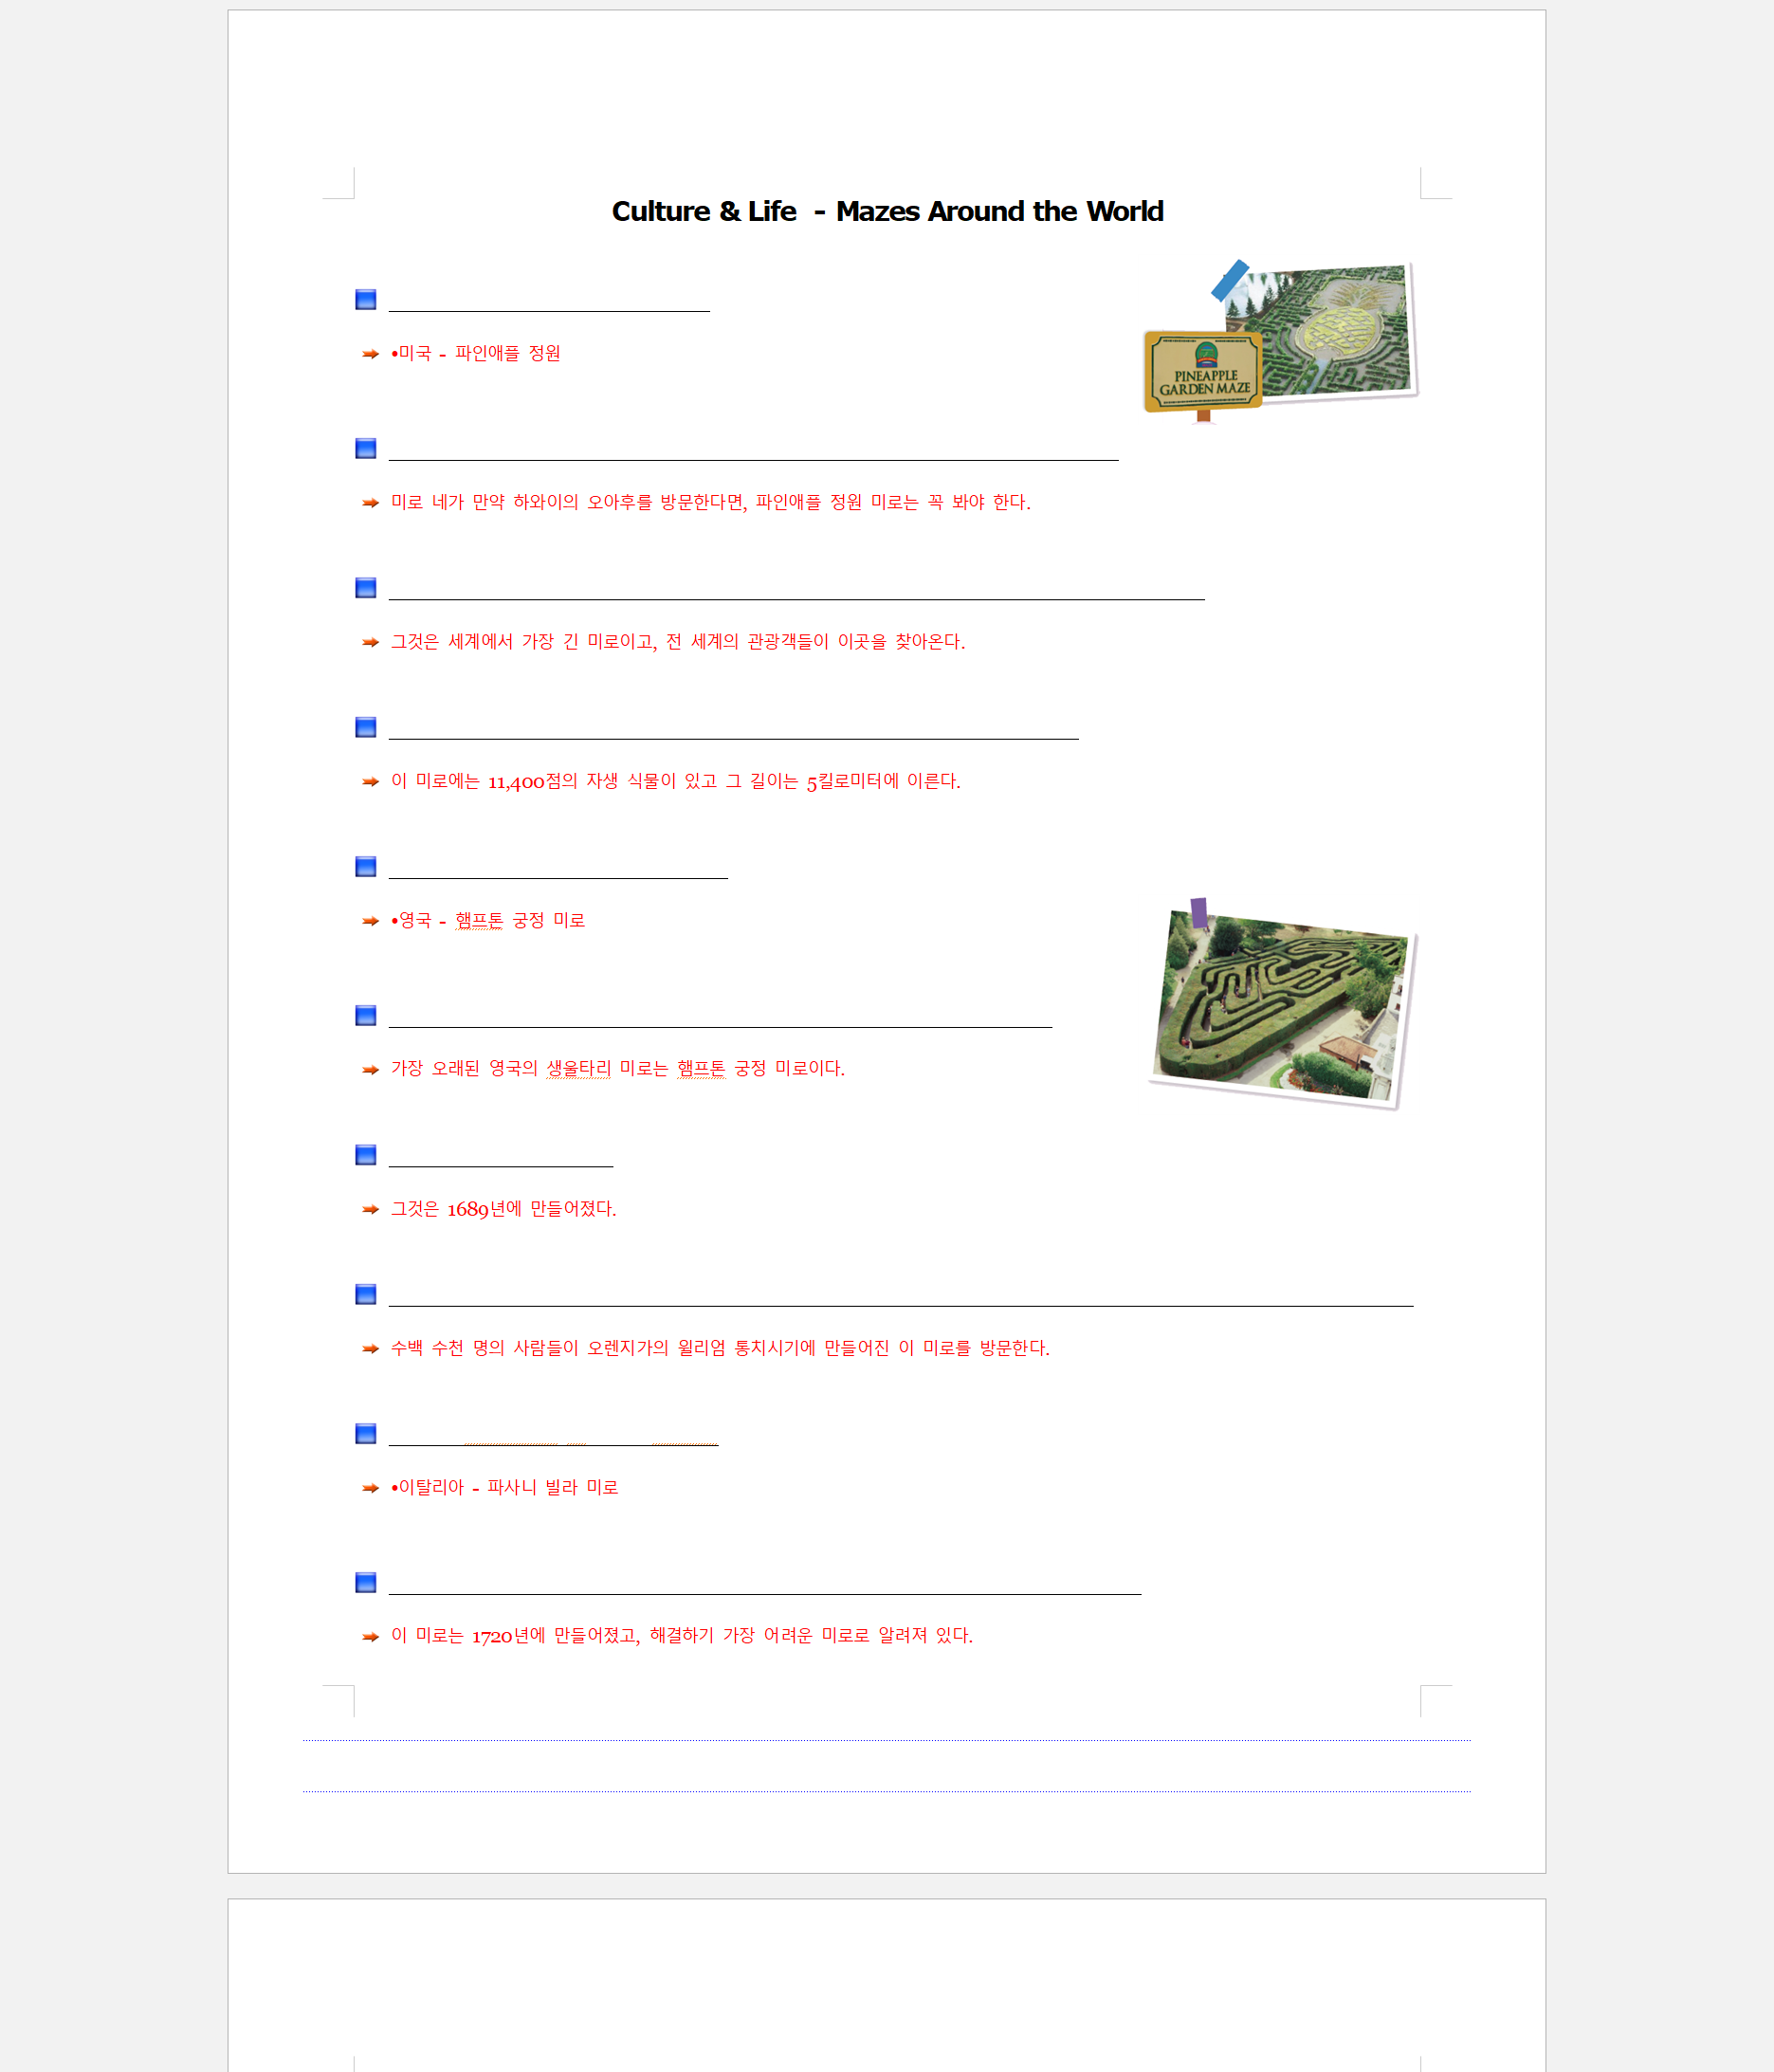 Culture & Life - Mazes Around the World
•미국 - 파인애플 정원
PINEAPPLE
GARDEN MAZE
미로 네가 만약 하와이의 오아후를 방문한다면, 파인애플 정원 미로는 꼭 봐야 한다.
그것은 세계에서 가장 긴 미로이고, 전 세계의 관광객들이 이곳을 찾아온다.
이 미로에는 11,400점의 자생 식물이 있고 그 길이는 5킬로미터에 이른다.
•영국 - 햄프톤 궁정 미로
가장 오래된 영국의 생울타리 미로는 햄프톤 궁정 미로이다.
그것은 1689년에 만들어졌다.
수백 수천 명의 사람들이 오렌지가의 윌리엄 통치시기에 만들어진 이 미로를 방문한다.
•이탈리아 - 파사니 빌라 미로
이 미로는 1720년에 만들어졌고, 해결하기 가장 어려운 미로로 알려져 있다.